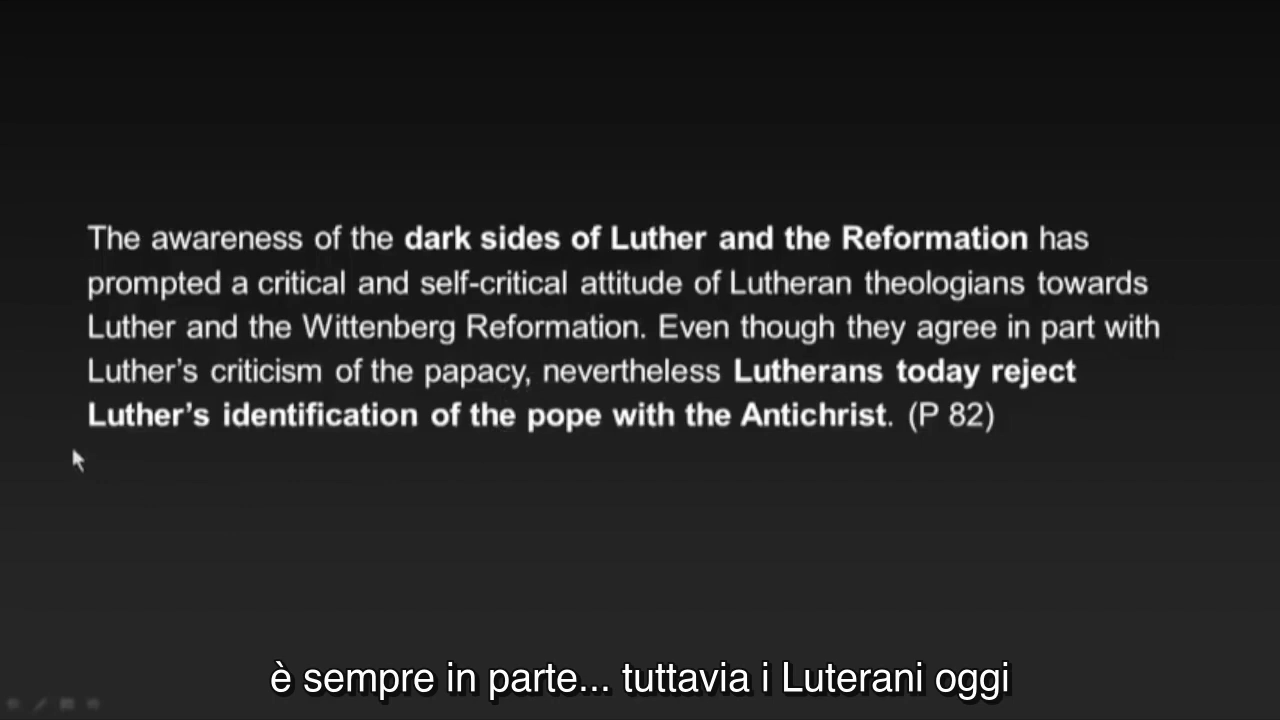 The awareness of the dark sides of Luther and the Reformation has
prompted a critical and self-critical attitude of Lutheran theologians towards
Luther and the Wittenberg Reformation. Even though they agree in part with
Luther’s criticism of the papacy, nevertheless Lutherans today reject
Luther’s identification of the pope with the Antichrist. (P 82)
è sempre in parte... tuttavia i Luterani oggi